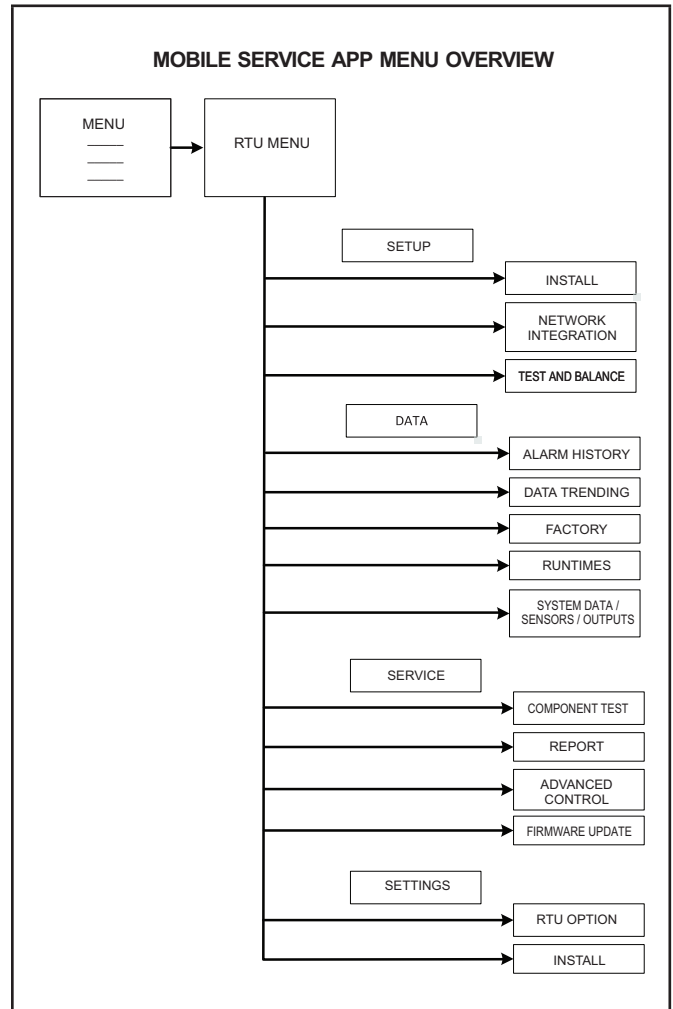 MOBILE SERVICE APP MENU OVERVIEW
MENU
RTU MENU
SETUP
INSTALL
NETWORK
INTEGRATION
TEST AND BALANCE
DATA
ALARM HISTORY
DATA TRENDING
FACTORY
RUNTIMES
SYSTEM DATA /
SENSORS / OUTPUTS
SERVICE
COMPONENT TEST
REPORT
ADVANCED
CONTROL
FIRMWARE UPDATE
SETTINGS
RTU OPTION
INSTALL